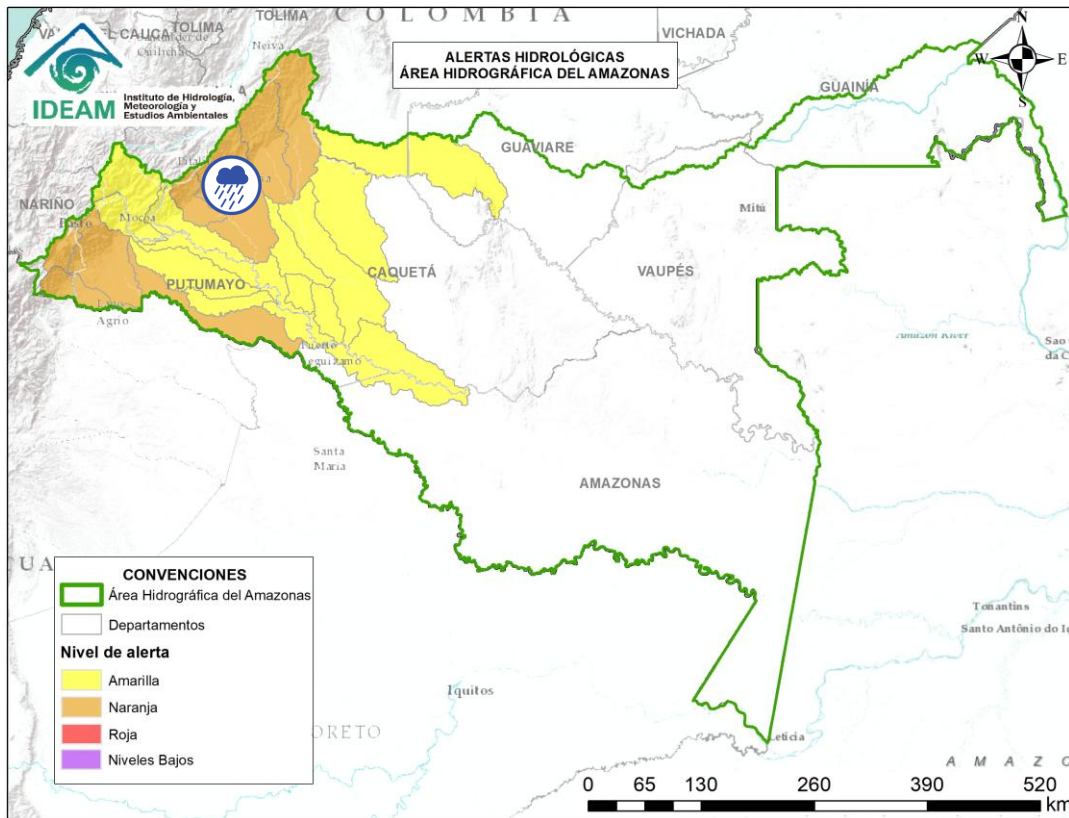 COLOMBIA
TOLIMA
TOLIMA
Neiva
VICHADA
IDEAM
Instituto de Hidrología,
Meteorología y
Estudios Ambientales
ALERTAS HIDROLÓGICAS
ÁREA HIDROGRÁFICA DEL AMAZONAS
N
W
E
S
GUAINÍA
GUAVIARE
NARIÑO
Pasto
Mocoa
Mitú
CAQUETÁ
VAUPÉS
PUTUMAYO
Agrio
Puerto
Amazon River
Santa
María
AMAZONAS
CONVENCIONES
Área Hidrográfica del Amazonas
Departamentos
Nivel de alerta
Amarilla
Naranja
Roja
Niveles Bajos
Tonantins
Santo Antônio do
Iquitos
Leticia
0 65 130 260 390 520
km